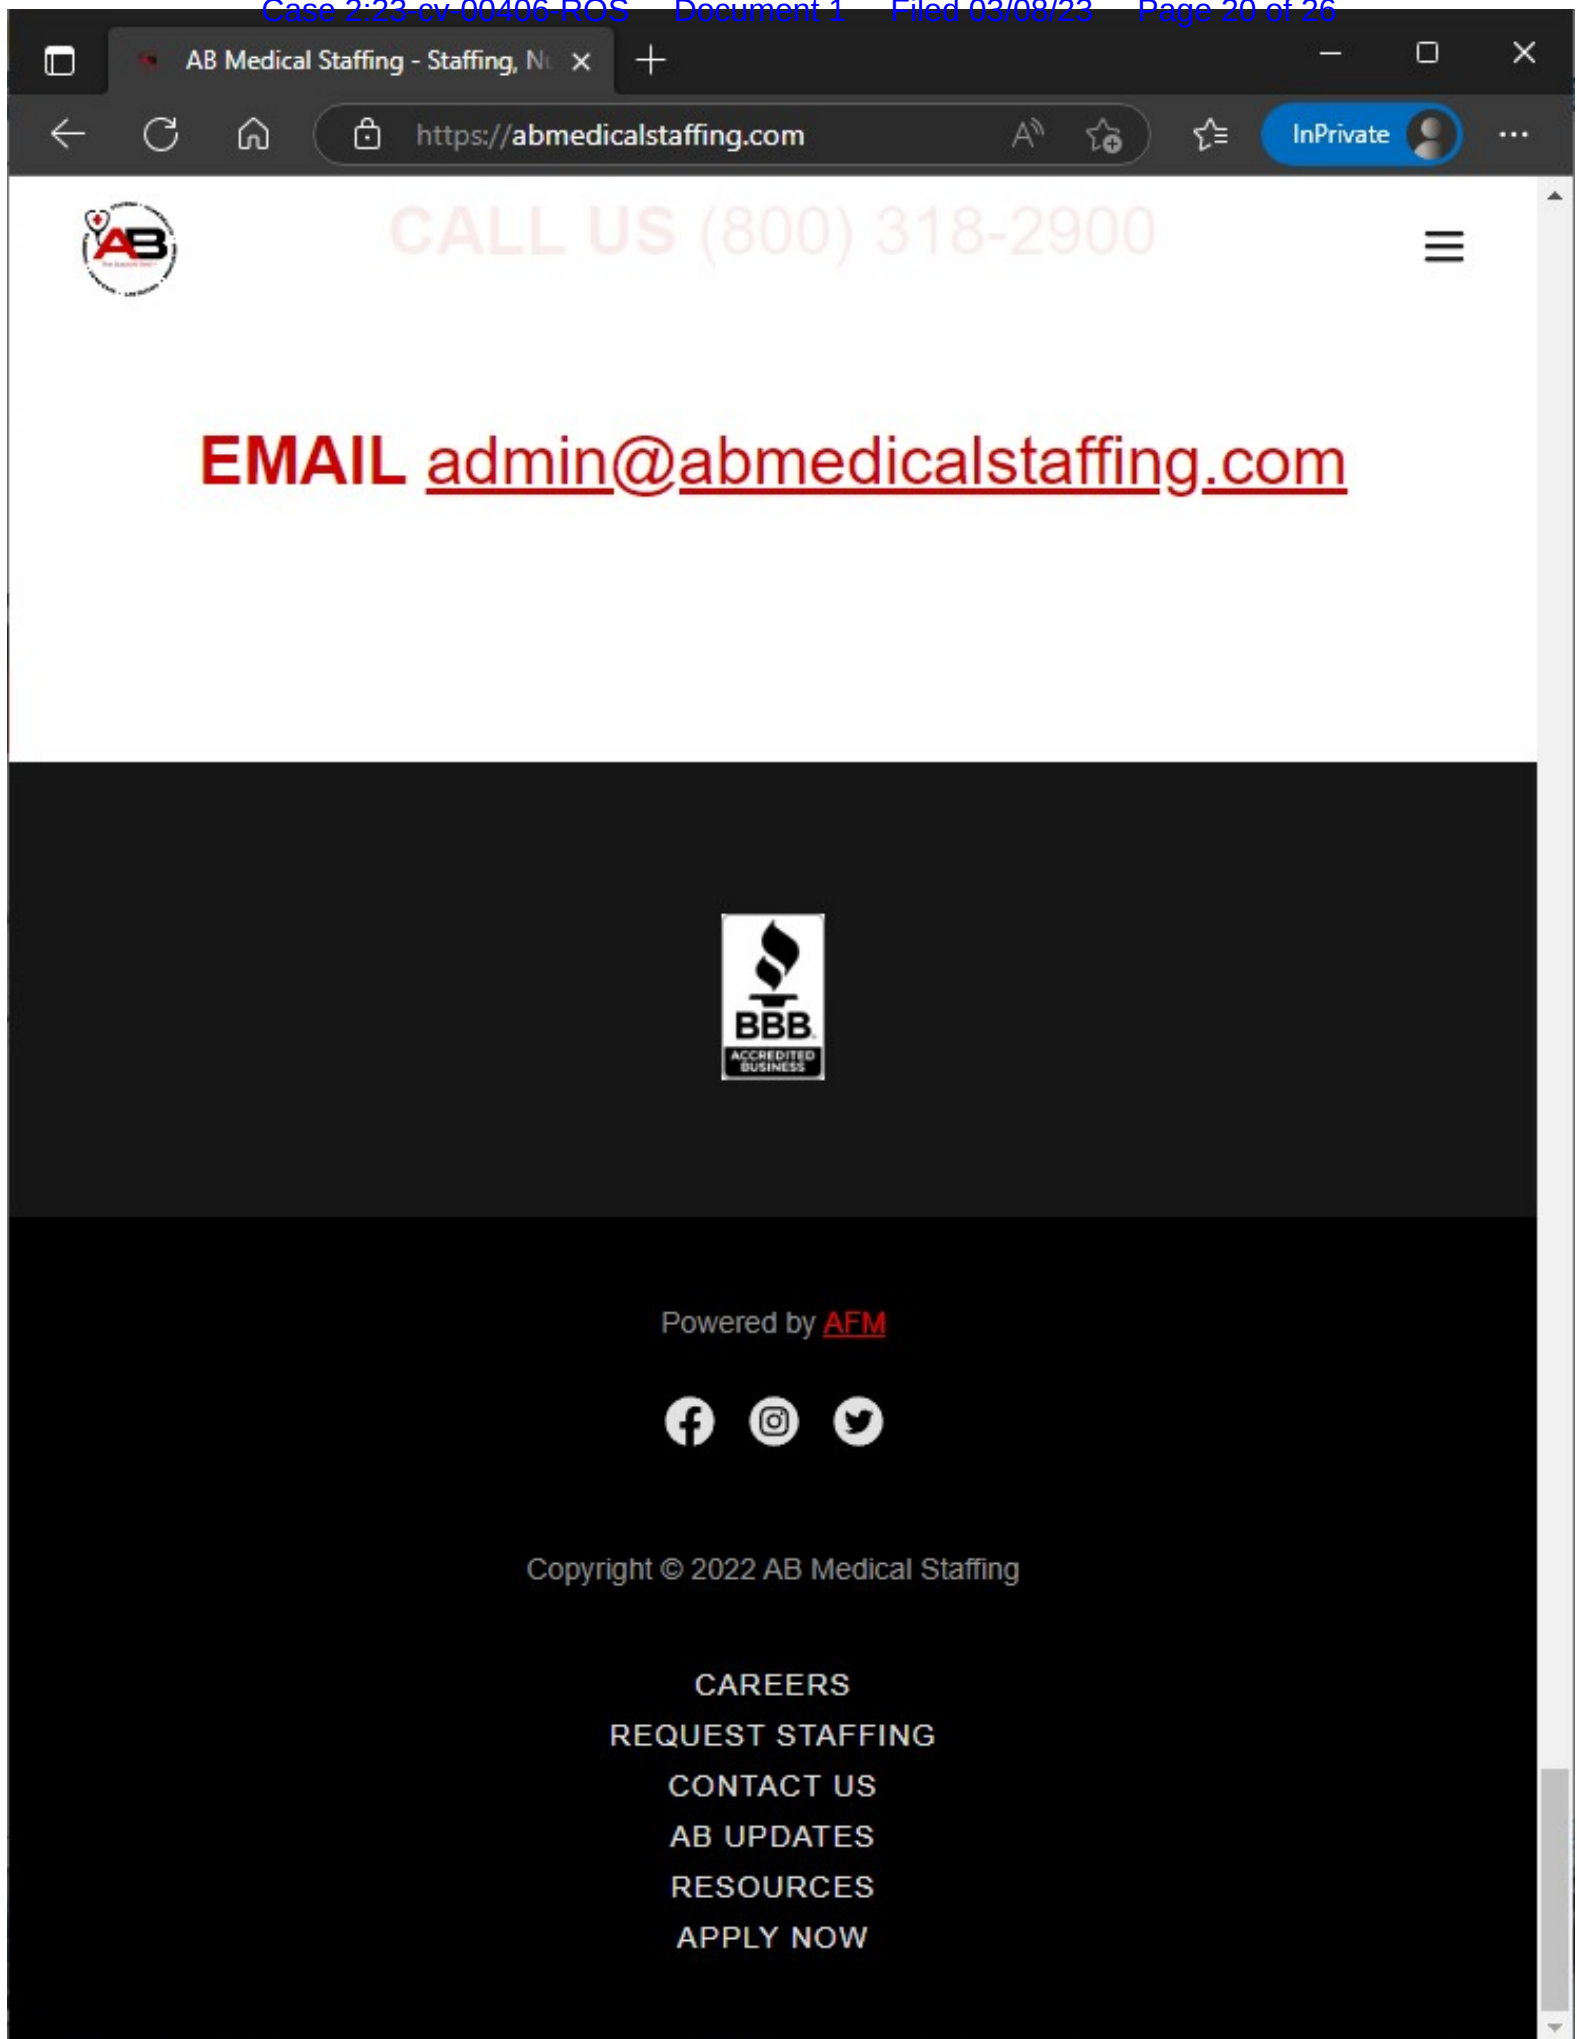 Case 2:23-cv-00406-ROS Document 1 Filed 03/08/23 Page 20 of 26
AB Medical Staffing - Staffing, Nu
https://abmedicalstaffing.com
InPrivate
AB
CALL US (800) 318-2900
EMAIL admin@abmedicalstaffing.com
BBB.
ACCREDITED
BUSINESS
Powered by AFM
Copyright © 2022 AB Medical Staffing
CAREERS
REQUEST STAFFING
CONTACT US
AB UPDATES
RESOURCES
APPLY NOW